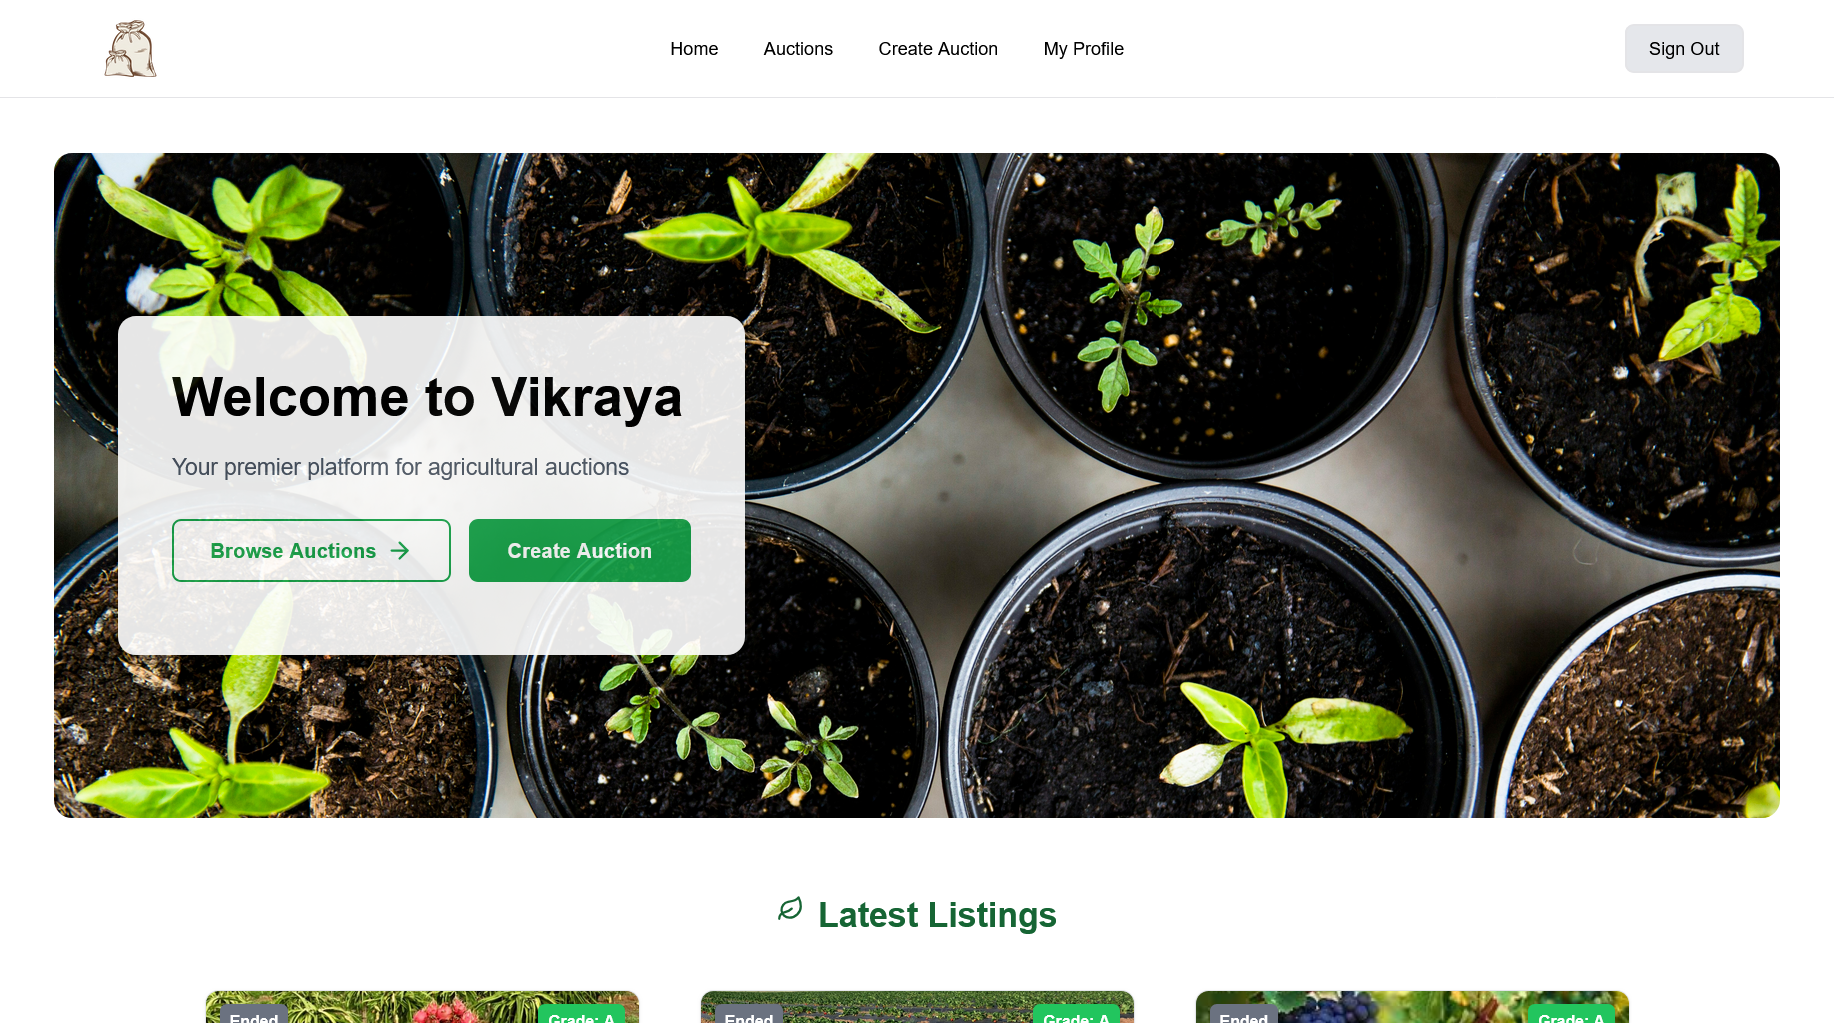 Home
Auctions
Create Auction
My Profile
Sign Out
Welcome to Vikraya
Your premier platform for agricultural auctions
Browse Auctions
Create Auction
Latest Listings
Ended
Grade: A
Ended
Grade: A
Ended
Grade: A